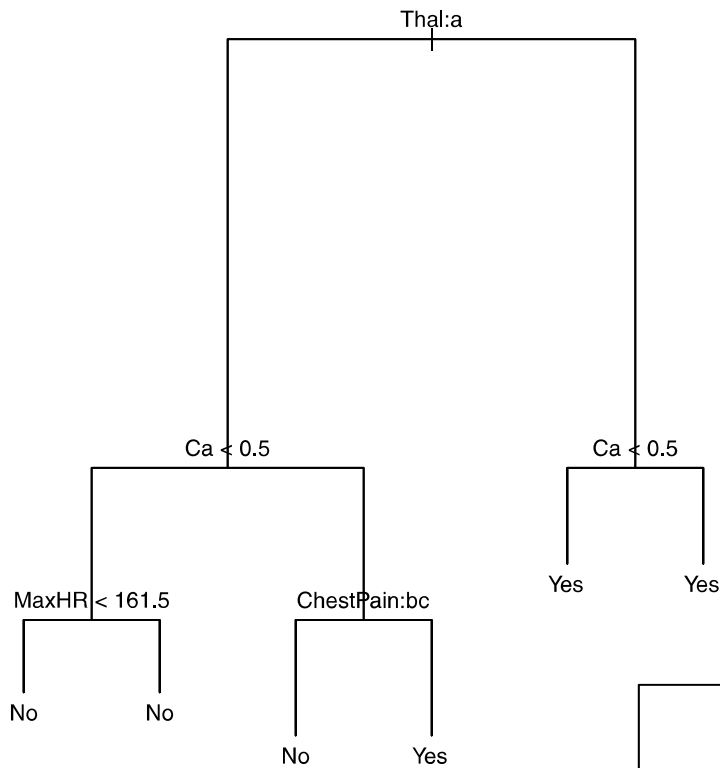 Thal:a
Ca < 0.5
Ca < 0.5
MaxHR < 161.5
ChestPain:bc
Yes
Yes
No
No
No
Yes